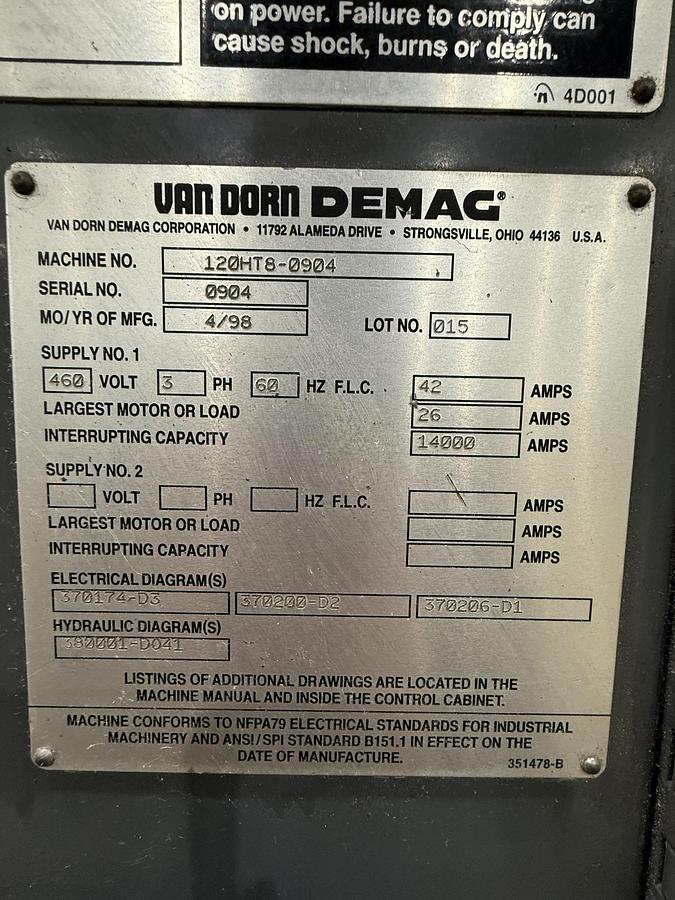 on power. Failure to comply can
cause shock, burns or death.
4D001
VAN DORN DEMAG®
VAN DORN DEMAG CORPORATION • 11792 ALAMEDA DRIVE • STRONGSVILLE, OHIO 44136 U.S.A.
MACHINE NO. 120HT8-0904
SERIAL NO. 0904
MO/YR OF MFG. 4/98 LOT NO. 015
SUPPLY NO. 1
460 VOLT 3 PH 60 HZ F.L.C. 42 AMPS
LARGEST MOTOR OR LOAD 26 AMPS
INTERRUPTING CAPACITY 14000 AMPS
SUPPLY NO. 2
VOLT PH HZ F.L.C. AMPS
LARGEST MOTOR OR LOAD AMPS
INTERRUPTING CAPACITY AMPS
ELECTRICAL DIAGRAM(S)
370174-D3 370200-D2 370206-D1
HYDRAULIC DIAGRAM(S)
380001-D041
LISTINGS OF ADDITIONAL DRAWINGS ARE LOCATED IN THE
MACHINE MANUAL AND INSIDE THE CONTROL CABINET.
MACHINE CONFORMS TO NFPA79 ELECTRICAL STANDARDS FOR INDUSTRIAL
MACHINERY AND ANSI/SPI STANDARD B151.1 IN EFFECT ON THE
DATE OF MANUFACTURE.
351478-B